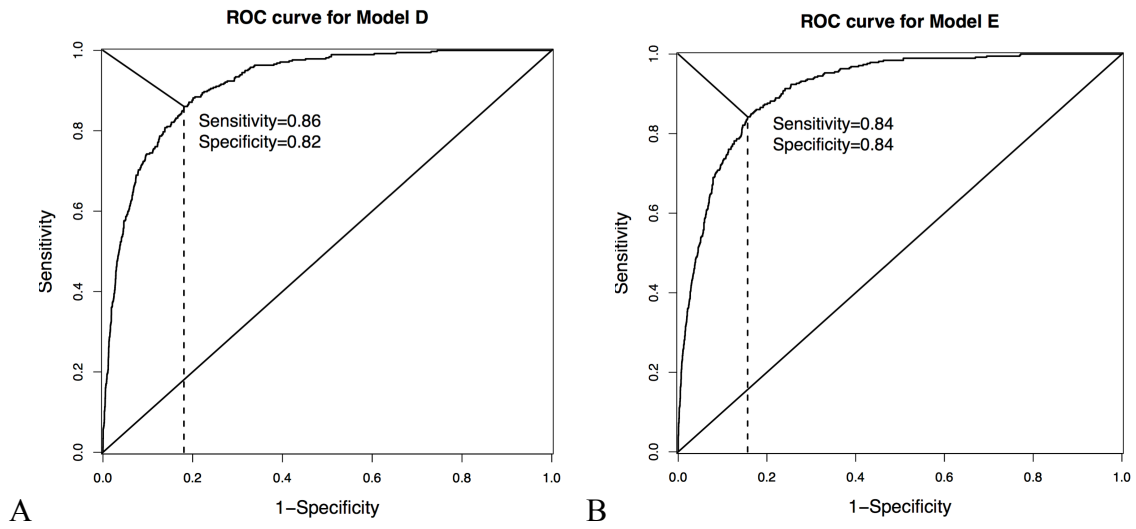 ROC curve for Model D
1.0
0.8
0.6
0.4
0.2
0.0
Sensitivity
Sensitivity=0.86
Specificity=0.82
0.0 0.2 0.4 0.6 0.8 1.0
1−Specificity
A
ROC curve for Model E
1.0
0.8
0.6
0.4
0.2
0.0
Sensitivity
Sensitivity=0.84
Specificity=0.84
0.0 0.2 0.4 0.6 0.8 1.0
1−Specificity
B